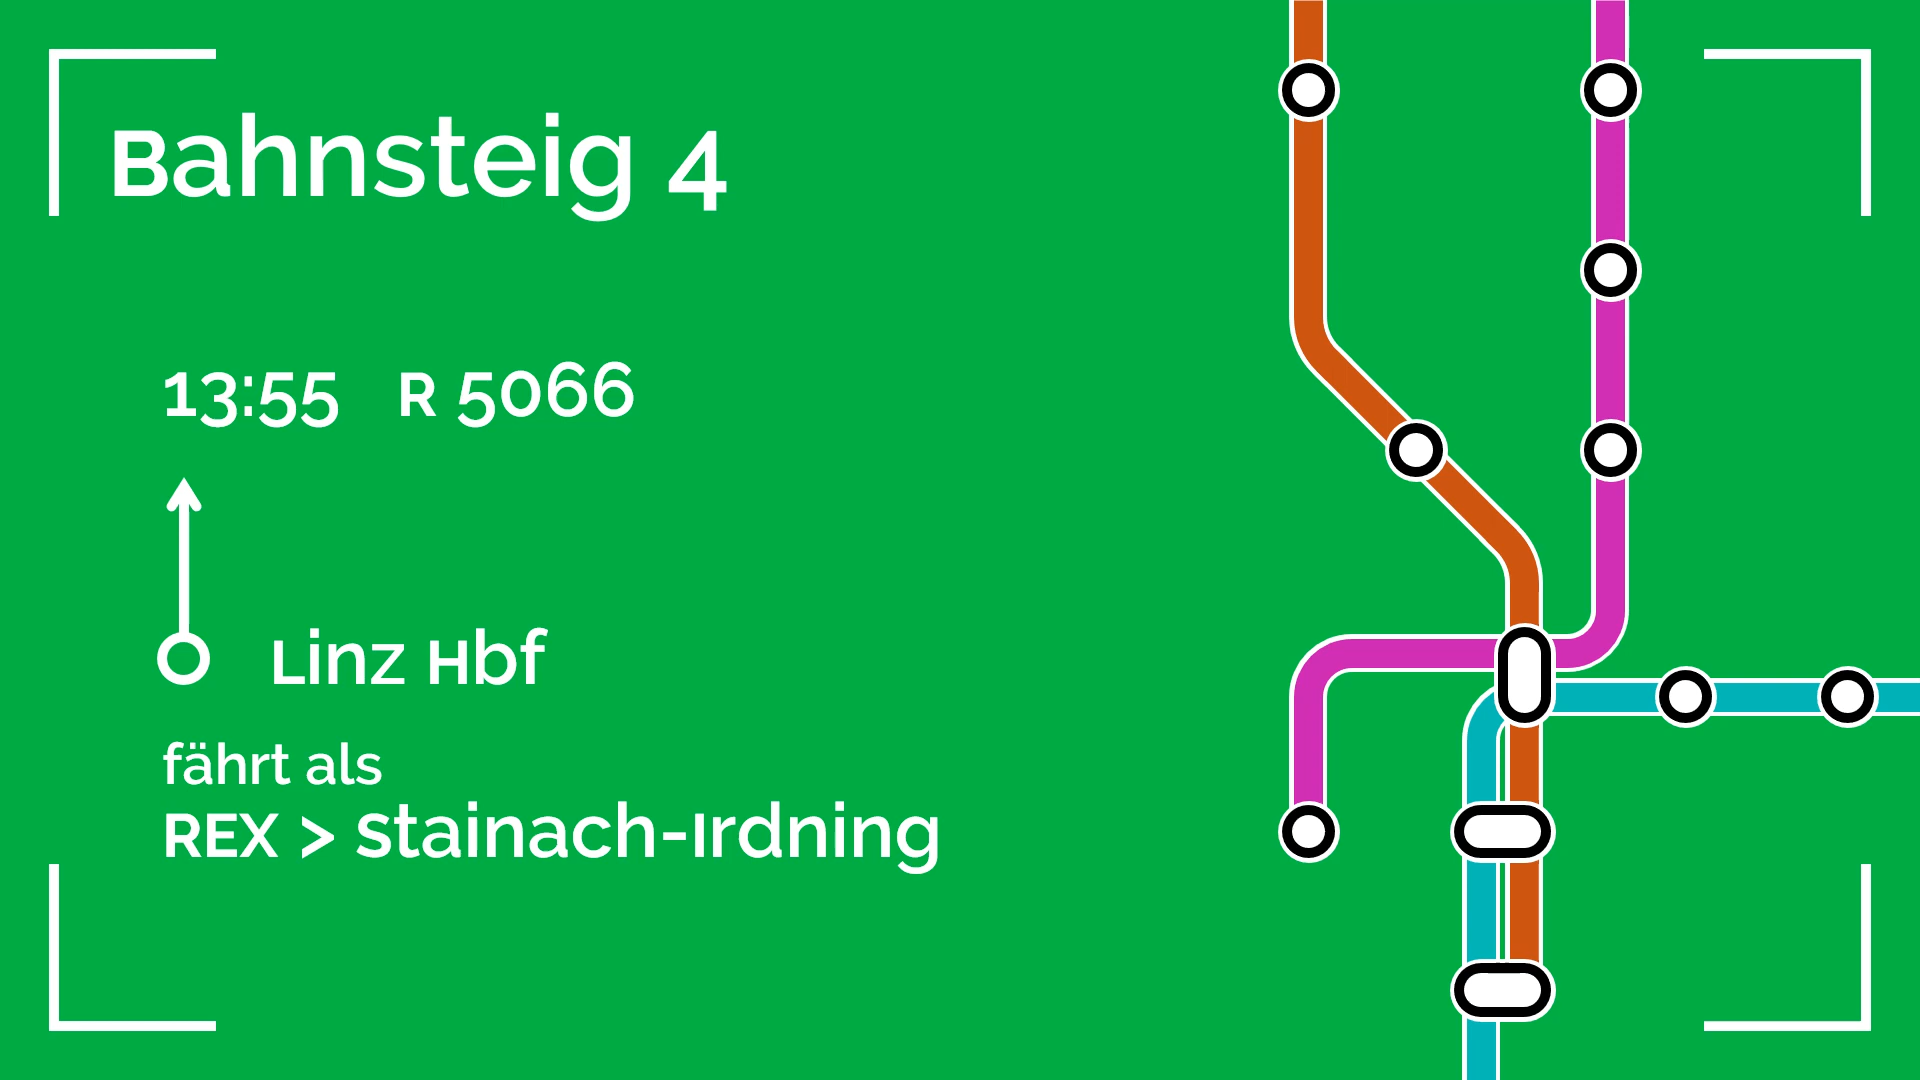 Bahnsteig 4
13:55 R 5066
Linz Hbf
fährt als
REX > Stainach-Irdning